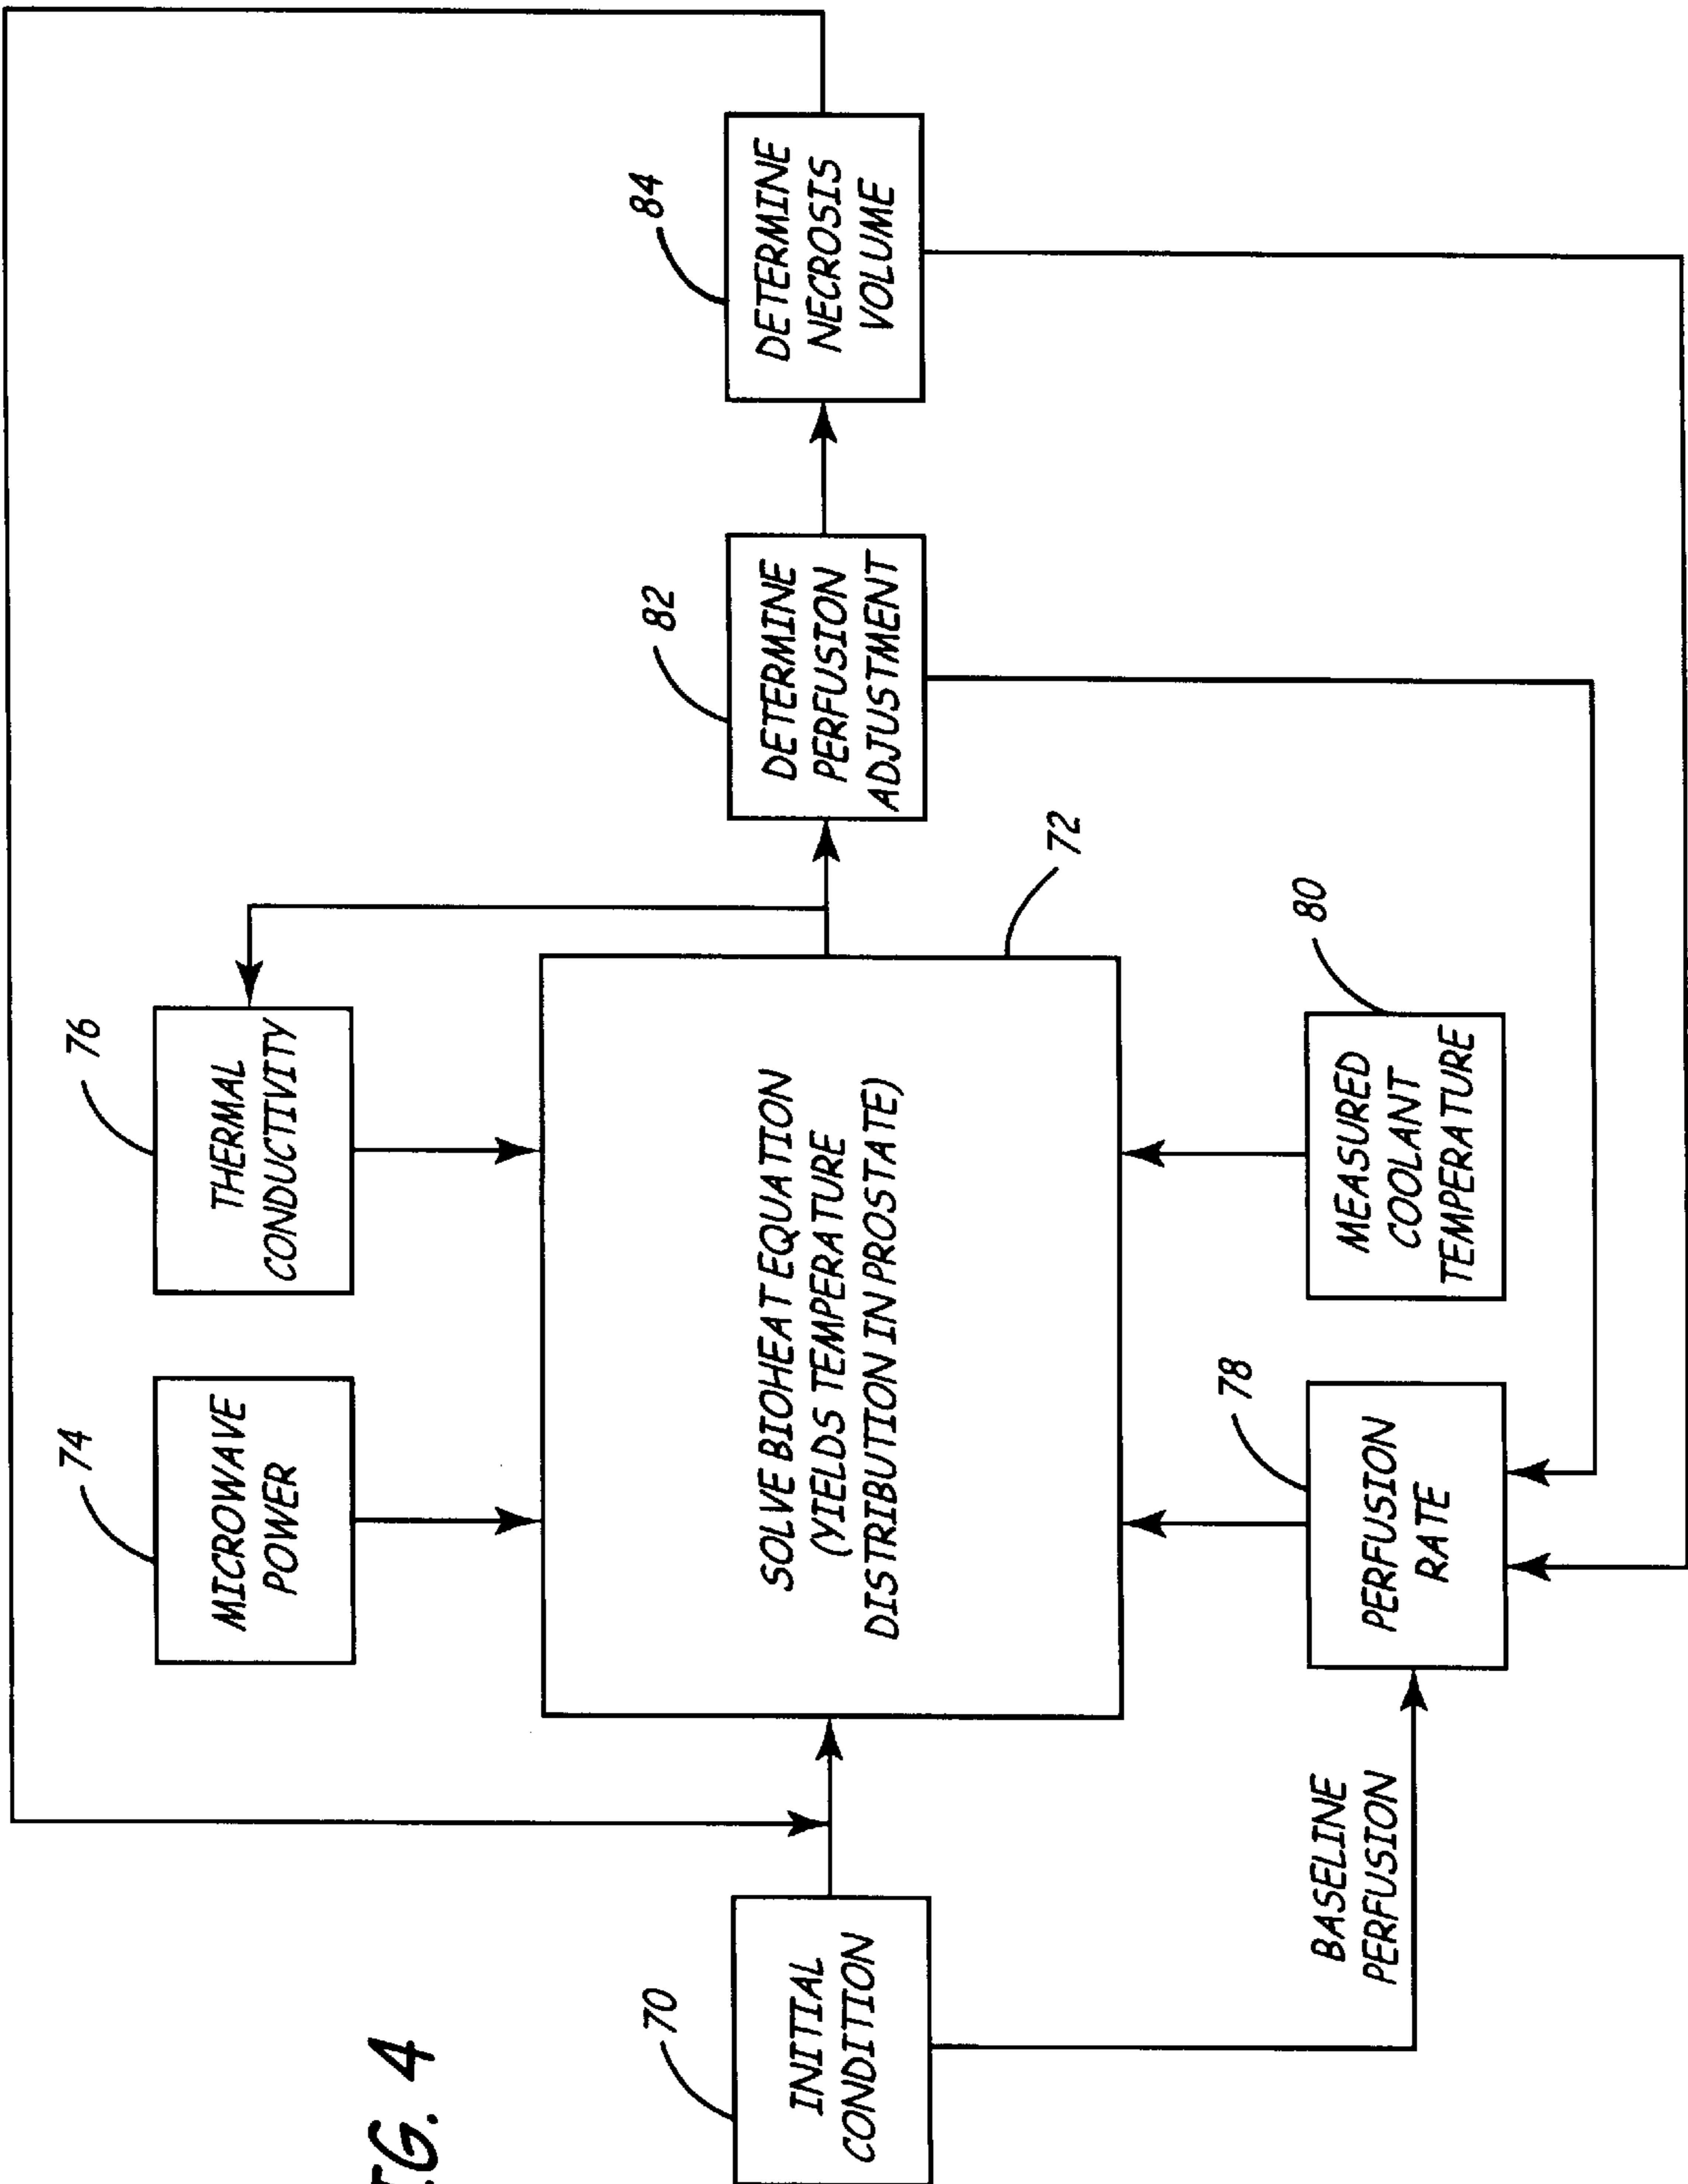 76
THERMAL
CONDUCTIVITY
74
MICROWAVE
POWER
84
DETERMINE
NECROSIS
VOLUME
82
DETERMINE
PERFUSION
ADJUSTMENT
72
SOLVE BIOHEAT EQUATION
(YIELDS TEMPERATURE
DISTRIBUTION IN PROSTATE)
70
INITIAL
CONDITION
80
MEASURED
COOLANT
TEMPERATURE
78
PERFUSION
RATE
BASELINE
PERFUSION
IG. 4